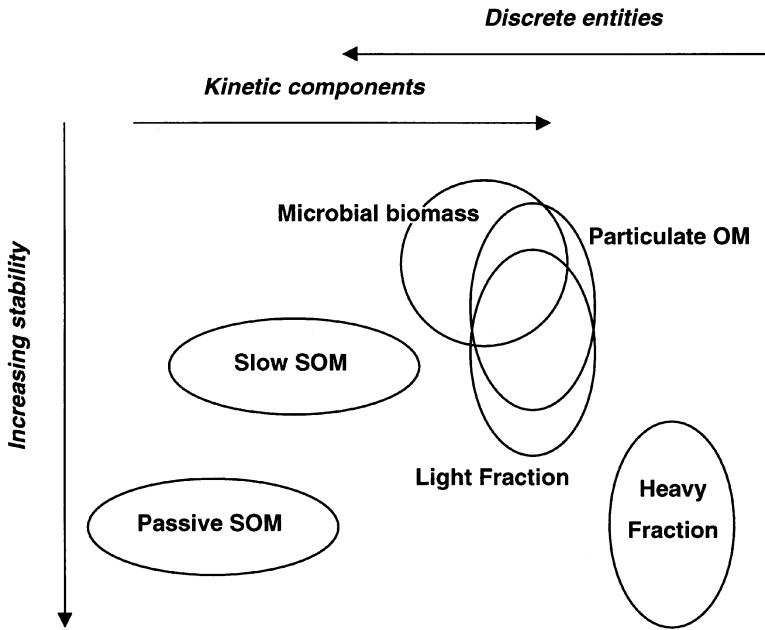 Discrete entities
Kinetic components
Microbial biomass
Particulate OM
Increasing stability
Slow SOM
Light Fraction
Heavy
Fraction
Passive SOM